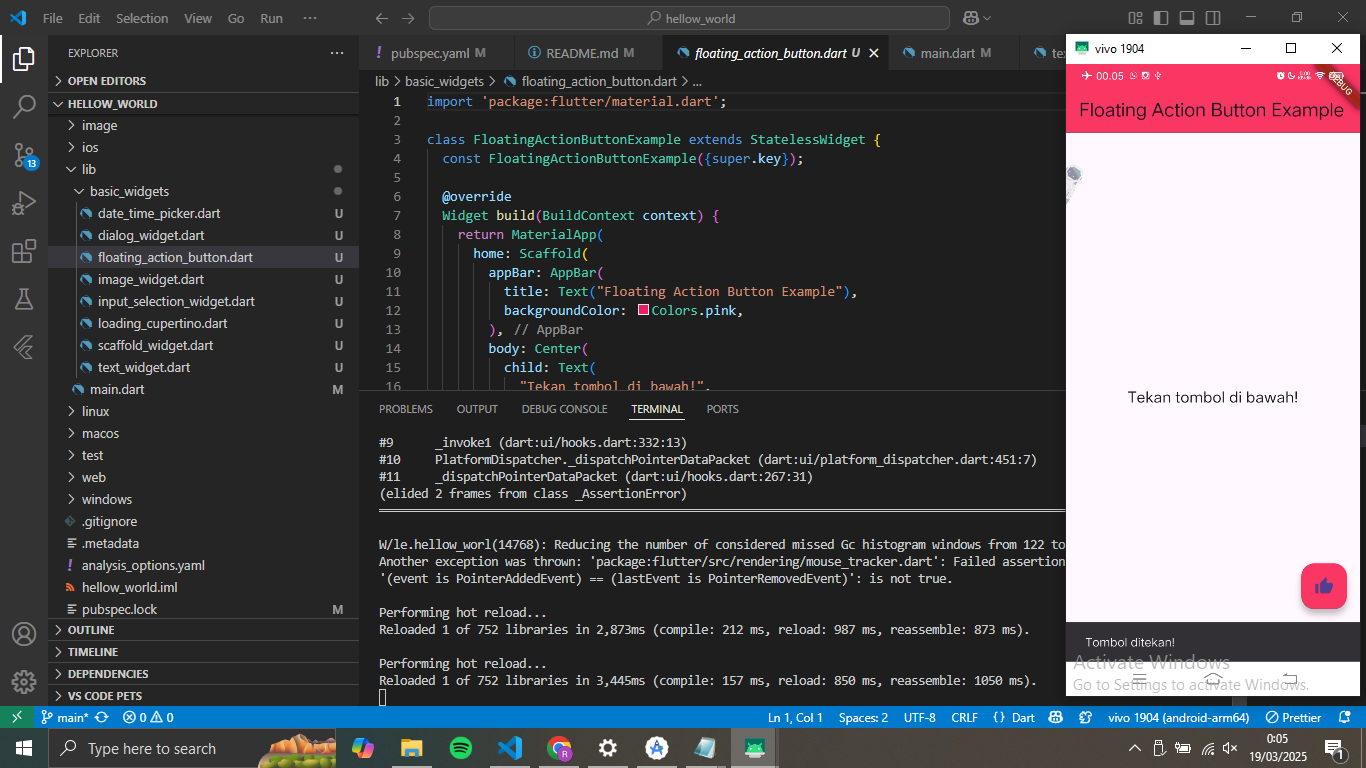 File Edit Selection View Go Run ···
hellow_world
EXPLORER
OPEN EDITORS
HELLOW_WORLD
image
ios
lib
basic_widgets
date_time_picker.dart U
dialog_widget.dart U
floating_action_button.dart U
image_widget.dart U
input_selection_widget.dart U
loading_cupertino.dart U
scaffold_widget.dart U
text_widget.dart U
main.dart M
linux
macos
test
web
windows
.gitignore
.metadata
analysis_options.yaml
hellow_world.iml
pubspec.lock M
OUTLINE
TIMELINE
DEPENDENCIES
VS CODE PETS
13
pubspec.yaml M README.md M floating_action_button.dart U main.dart M
lib > basic_widgets > floating_action_button.dart > ...
1 import 'package:flutter/material.dart';
2
3 class FloatingActionButtonExample extends StatelessWidget {
4 const FloatingActionButtonExample({super.key});
5
6 @override
7 Widget build(BuildContext context) {
8 return MaterialApp(
9 home: Scaffold(
10 appBar: AppBar(
11 title: Text("Floating Action Button Example"),
12 backgroundColor: Colors.pink,
13 ), // AppBar
14 body: Center(
15 child: Text(
16 "Tekan tombol di bawah!",
PROBLEMS OUTPUT DEBUG CONSOLE TERMINAL PORTS
#9 _invoke1 (dart:ui/hooks.dart:332:13)
#10 PlatformDispatcher._dispatchPointerDataPacket (dart:ui/platform_dispatcher.dart:451:7)
#11 _dispatchPointerDataPacket (dart:ui/hooks.dart:267:31)
(elided 2 frames from class _AssertionError)
W/le.hellow_worl(14768): Reducing the number of considered missed Gc histogram windows from 122 to
Another exception was thrown: 'package:flutter/src/rendering/mouse_tracker.dart': Failed assertion
'(event is PointerAddedEvent) == (lastEvent is PointerRemovedEvent)': is not true.
Performing hot reload...
Reloaded 1 of 752 libraries in 2,873ms (compile: 212 ms, reload: 987 ms, reassemble: 873 ms).
Performing hot reload...
Reloaded 1 of 752 libraries in 3,445ms (compile: 157 ms, reload: 850 ms, reassemble: 1050 ms).
vivo 1904
00.05
DEBUG
Floating Action Button Example
Tekan tombol di bawah!
Tombol ditekan!
Activate Windows
Go to Settings to activate Windows.
main* 0 0 Ln 1, Col 1 Spaces: 2 UTF-8 CRLF {} Dart vivo 1904 (android-arm64) Prettier
Type here to search
0:05
19/03/2025
1